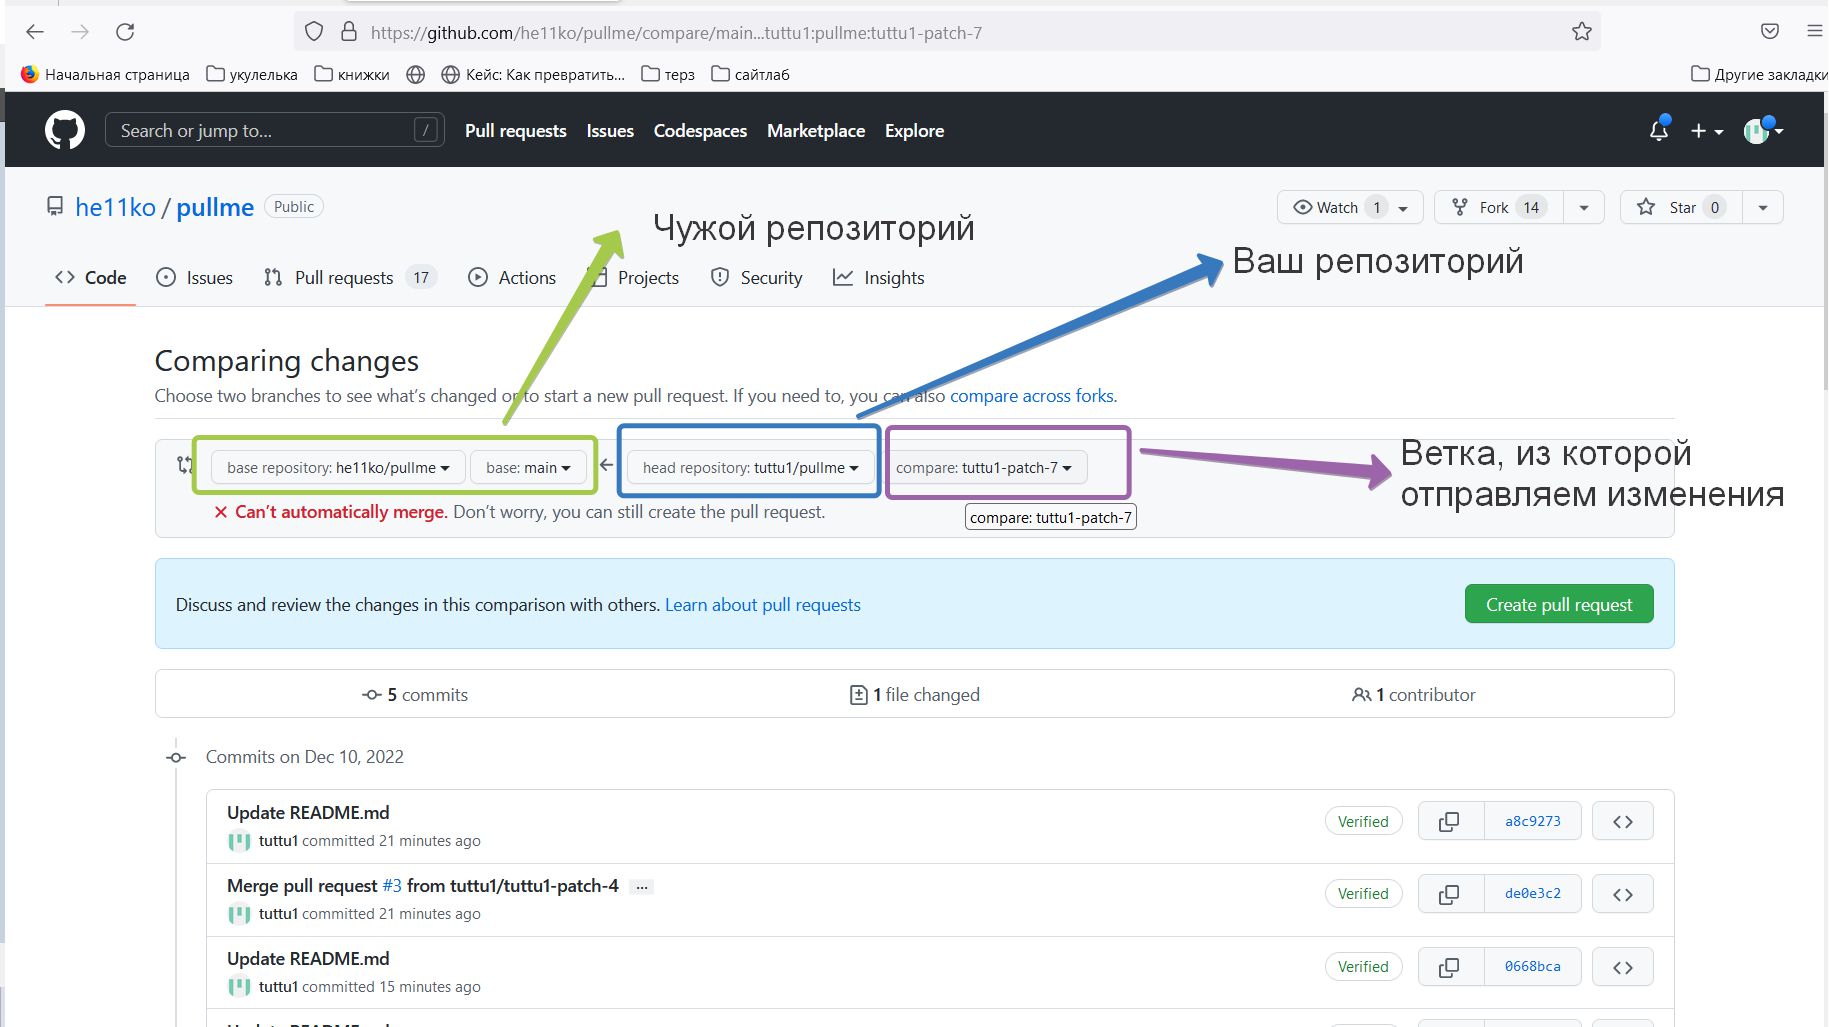 https://github.com/he11ko/pullme/compare/main...tuttu1:pullme:tuttu1-patch-7
Начальная страница укулелька книжки Кейс: Как превратить... терз сайтлаб Другие закладки
Search or jump to... / Pull requests Issues Codespaces Marketplace Explore
he11ko / pullme Public Watch 1 Fork 14 Star 0
Чужой репозиторий
Ваш репозиторий
Code Issues Pull requests 17 Actions Projects Security Insights
Comparing changes
Choose two branches to see what's changed or to start a new pull request. If you need to, you can also compare across forks.
base repository: he11ko/pullme base: main head repository: tuttu1/pullme compare: tuttu1-patch-7
Ветка, из которой
отправляем изменения
Can't automatically merge. Don't worry, you can still create the pull request.
compare: tuttu1-patch-7
Discuss and review the changes in this comparison with others. Learn about pull requests Create pull request
5 commits 1 file changed 1 contributor
Commits on Dec 10, 2022
Update README.md
tuttu1 committed 21 minutes ago
Verified a8c9273
Merge pull request #3 from tuttu1/tuttu1-patch-4 ...
tuttu1 committed 21 minutes ago
Verified de0e3c2
Update README.md
tuttu1 committed 15 minutes ago
Verified 0668bca